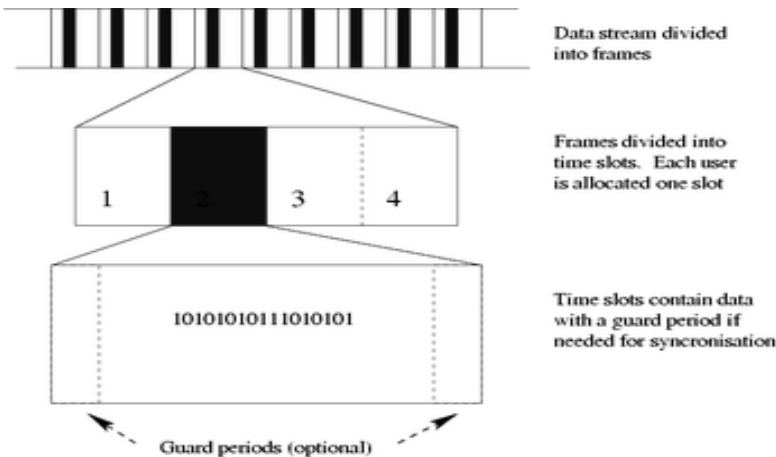 Data stream divided
into frames
Frames divided into
time slots. Each user
is allocated one slot
1 2 3 4
Time slots contain data
with a guard period if
needed for syncronisation
10101010111010101
Guard periods (optional)